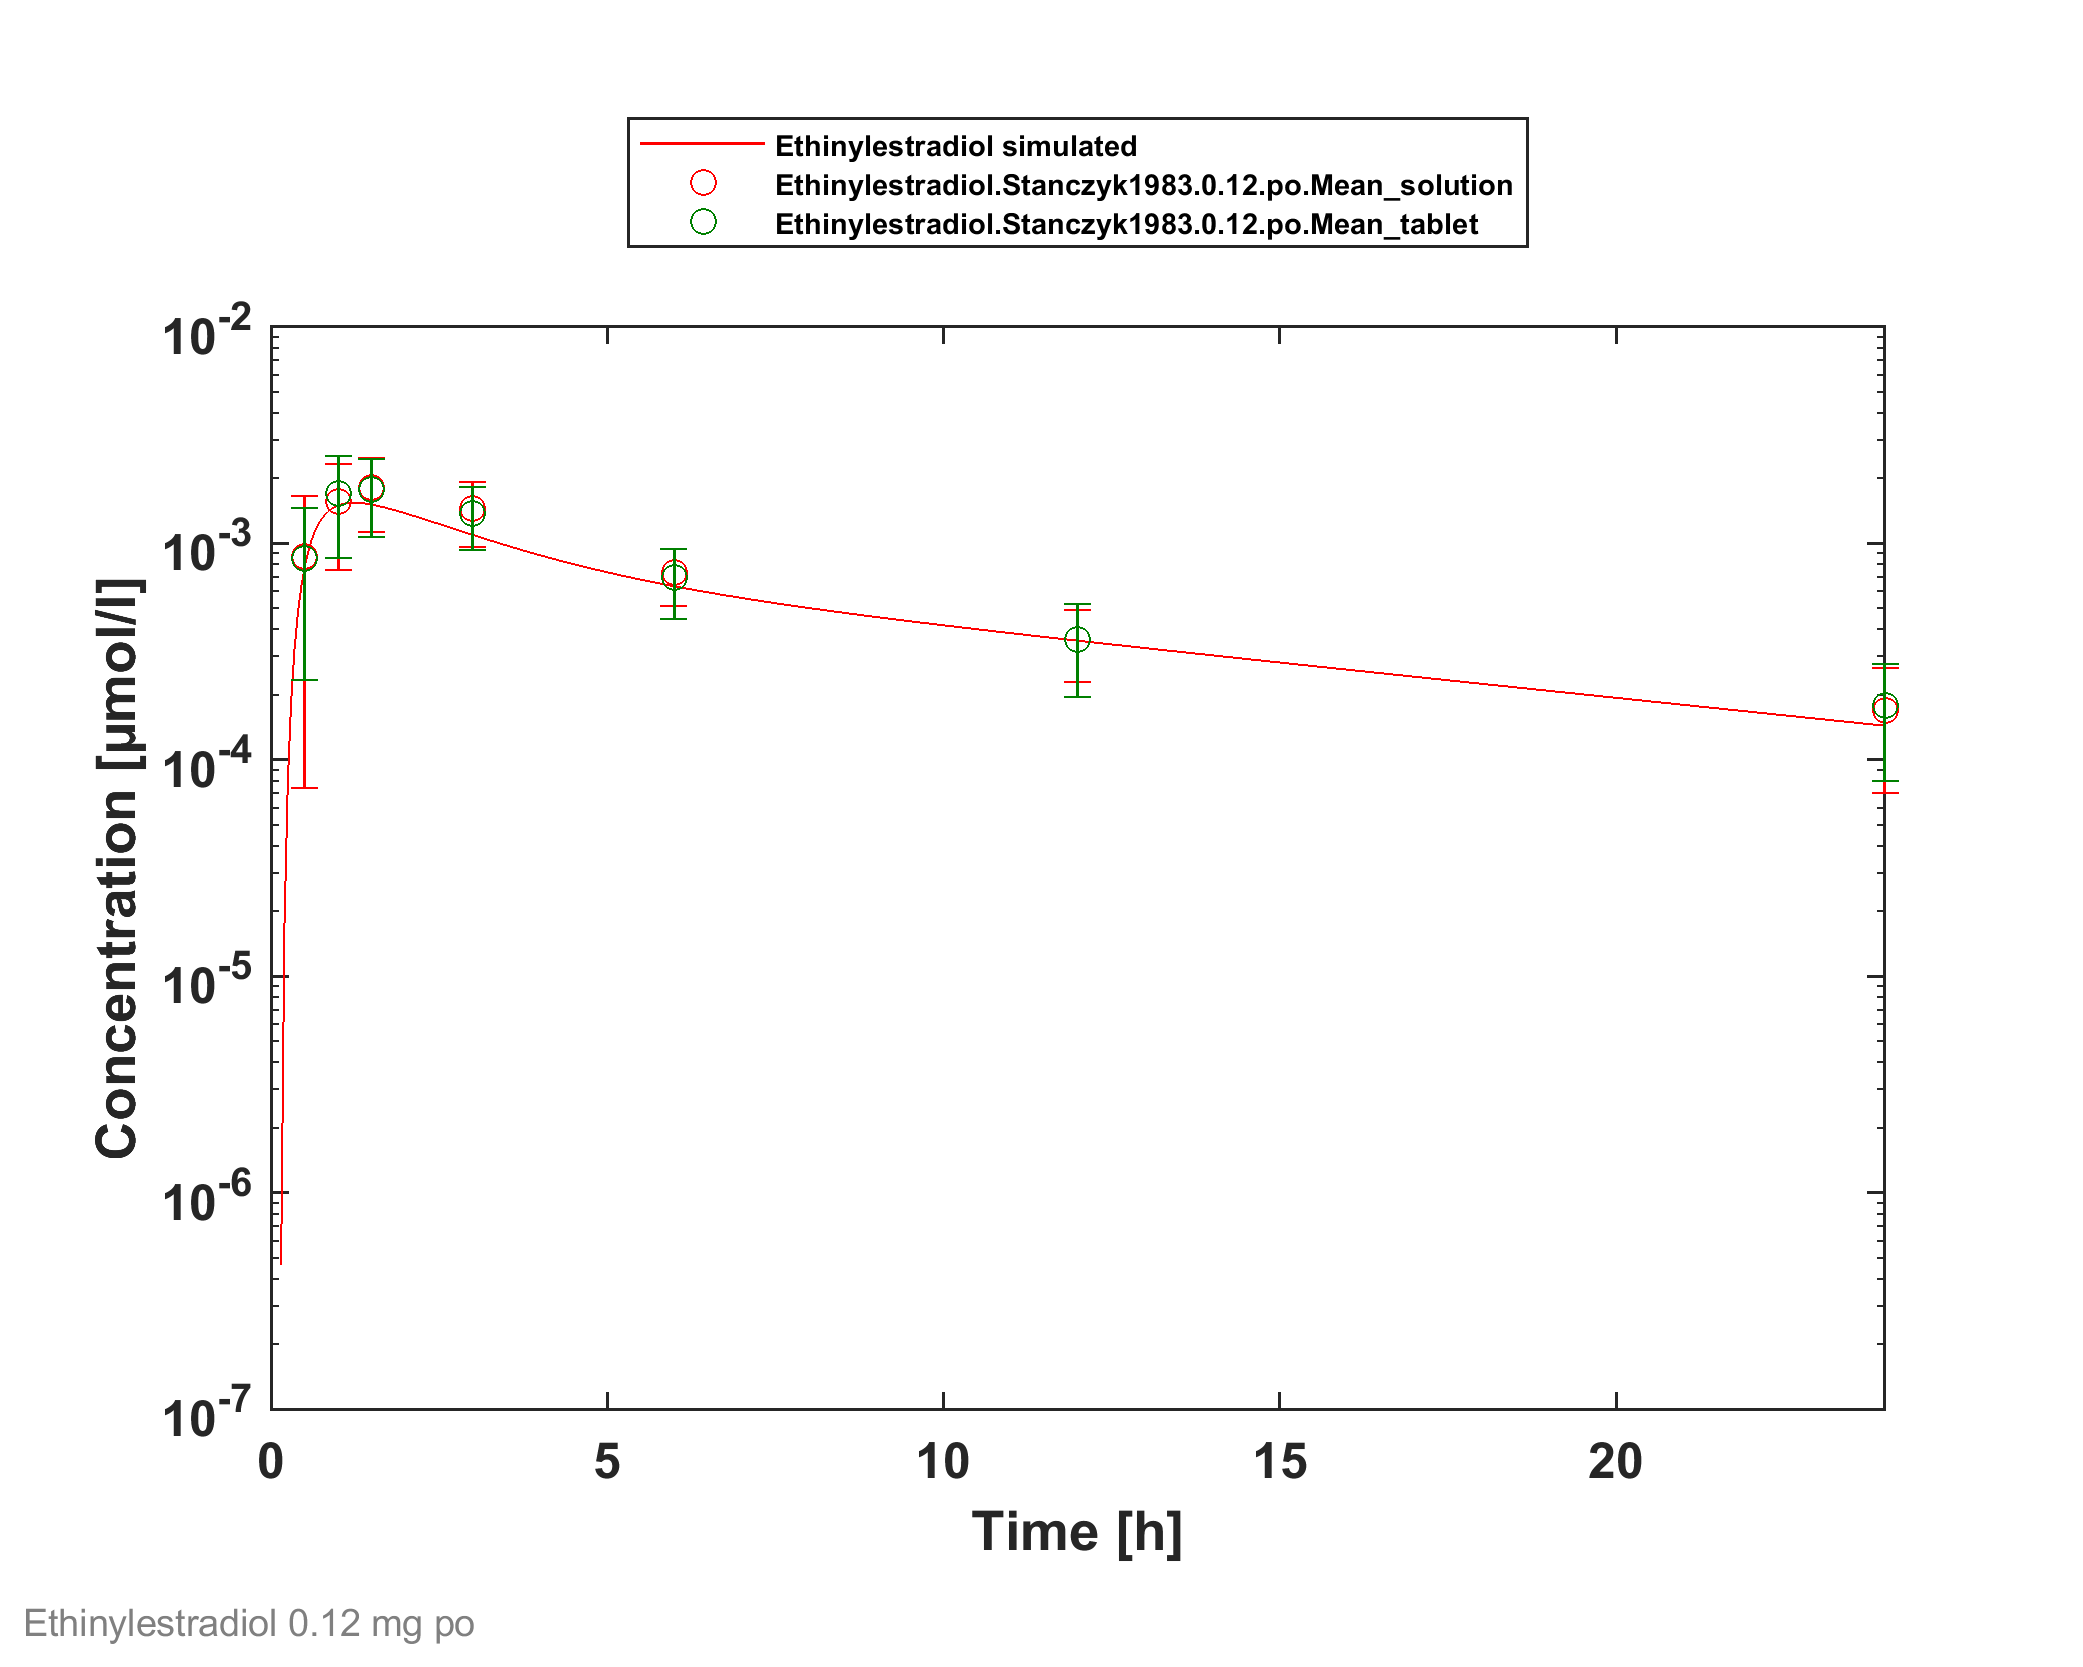 Ethinylestradiol simulated
Ethinylestradiol.Stanczyk1983.0.12.po.Mean_solution
Ethinylestradiol.Stanczyk1983.0.12.po.Mean_tablet
10-2
10-3
10-4
10-5
10-6
10-7
Concentration [µmol/l]
0 5 10 15 20
Time [h]
Ethinylestradiol 0.12 mg po